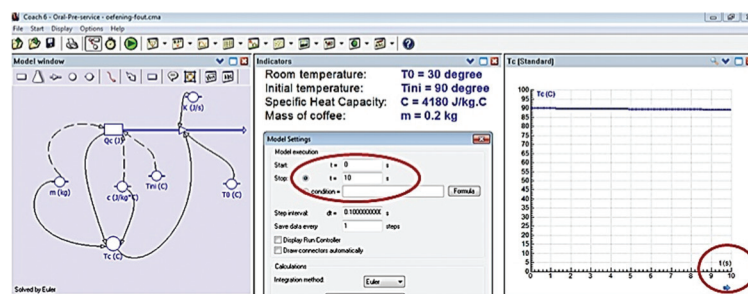 Coach 6 - Oral-Pre-service - oefening-fout.cma
File Start Display Options Help
Model window
K (J/s)
Qc (J)
m (kg)
c (J/kg*C)
Tini (C)
T0 (C)
Tc (C)
Solved by Euler
Indicators
Room temperature: T0 = 30 degree
Initial temperature: Tini = 90 degree
Specific Heat Capacity: C = 4180 J/kg.C
Mass of coffee: m = 0.2 kg
Model Settings
Model execution
Start: t = 0 s
Stop: t = 10 s
condition = Formula
Step interval: dt = 0.1000000000 s
Save data every 1 steps
Display Run Controller
Draw connectors automatically
Calculations
Integration method: Euler
Tc [Standard]
Tc (C)
100
95
90
85
80
75
70
65
60
55
50
45
40
35
30
25
20
15
10
5
0
t (s)
0 1 2 3 4 5 6 7 8 9 10